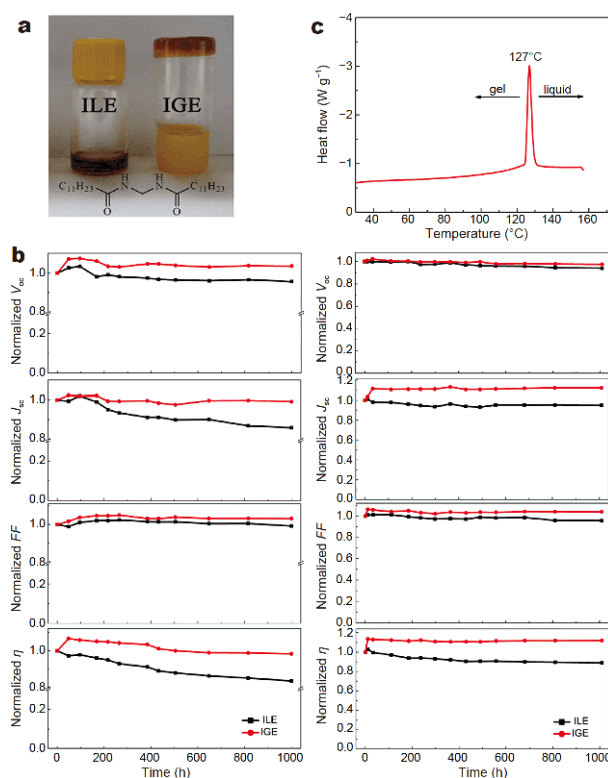 a
ILE
IGE
C11H23
H
N
H
N
C11H23
O
O
c
127°C
gel
liquid
Heat flow (W g⁻¹)
-4
-3
-2
-1
0
40
60
80
100
120
140
160
Temperature (°C)
b
Normalized Voc
1.0
0.2
0.0
Normalized Voc
1.0
0.8
0.6
0.4
0.2
0.0
Normalized Jsc
1.0
0.8
0.2
0.0
Normalized Jsc
1.2
1.0
0.8
0.6
0.4
0.2
0.0
Normalized FF
1.0
0.8
0.2
0.0
Normalized FF
1.0
0.8
0.6
0.4
0.2
0.0
Normalized η
1.0
0.8
0.0
ILE
IGE
0
200
400
600
800
1000
Time (h)
Normalized η
1.2
1.0
0.8
0.6
0.4
0.2
0.0
ILE
IGE
0
200
400
600
800
1000
Time (h)